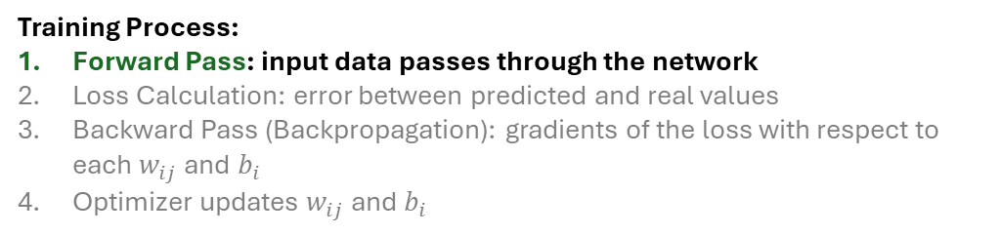 Training Process:
1. Forward Pass: input data passes through the network
2. Loss Calculation: error between predicted and real values
3. Backward Pass (Backpropagation): gradients of the loss with respect to
each w_{ij} and b_i
4. Optimizer updates w_{ij} and b_i